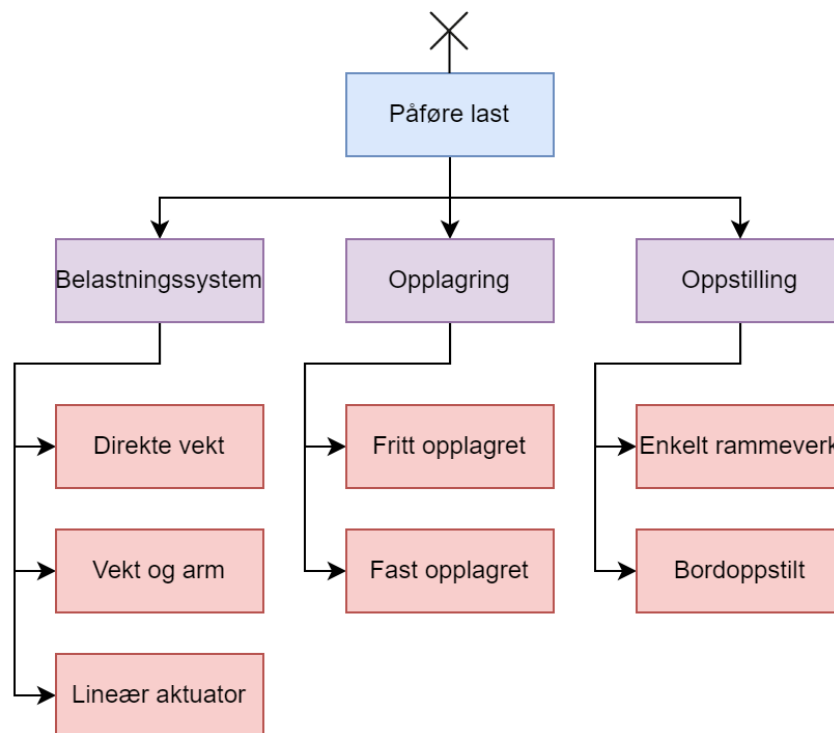 Påføre last
Belastningssystem
Opplagring
Oppstilling
Direkte vekt
Fritt opplagret
Enkelt rammeverk
Vekt og arm
Fast opplagret
Bordoppstilt
Lineær aktuator